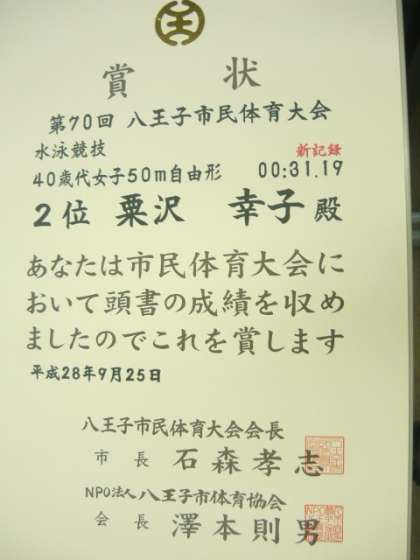 賞 状
第70回 八王子市民体育大会
水泳競技 新記録
40歳代女子50m自由形 00:31.19
2位 粟沢 幸子 殿
あなたは市民体育大会に
おいて頭書の成績を収め
ましたのでこれを賞します
平成28年9月25日
八王子市民体育大会会長
市 長 石森孝志
NPO法人八王子市体育協会
会 長 澤本則男